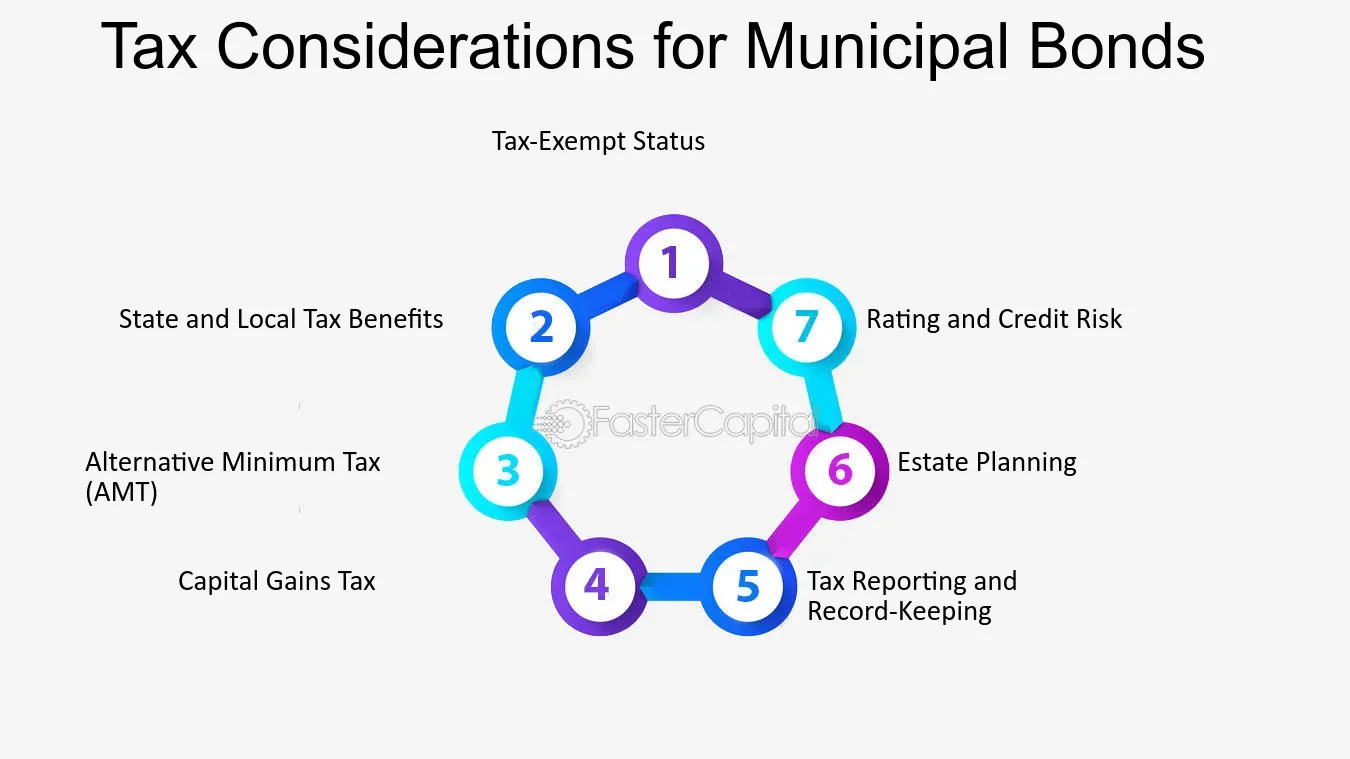 Tax Considerations for Municipal Bonds
Tax-Exempt Status
1
2
State and Local Tax Benefits
7
Rating and Credit Risk
FasterCapital
3
Alternative Minimum Tax
(AMT)
6
Estate Planning
4
Capital Gains Tax
5
Tax Reporting and
Record-Keeping